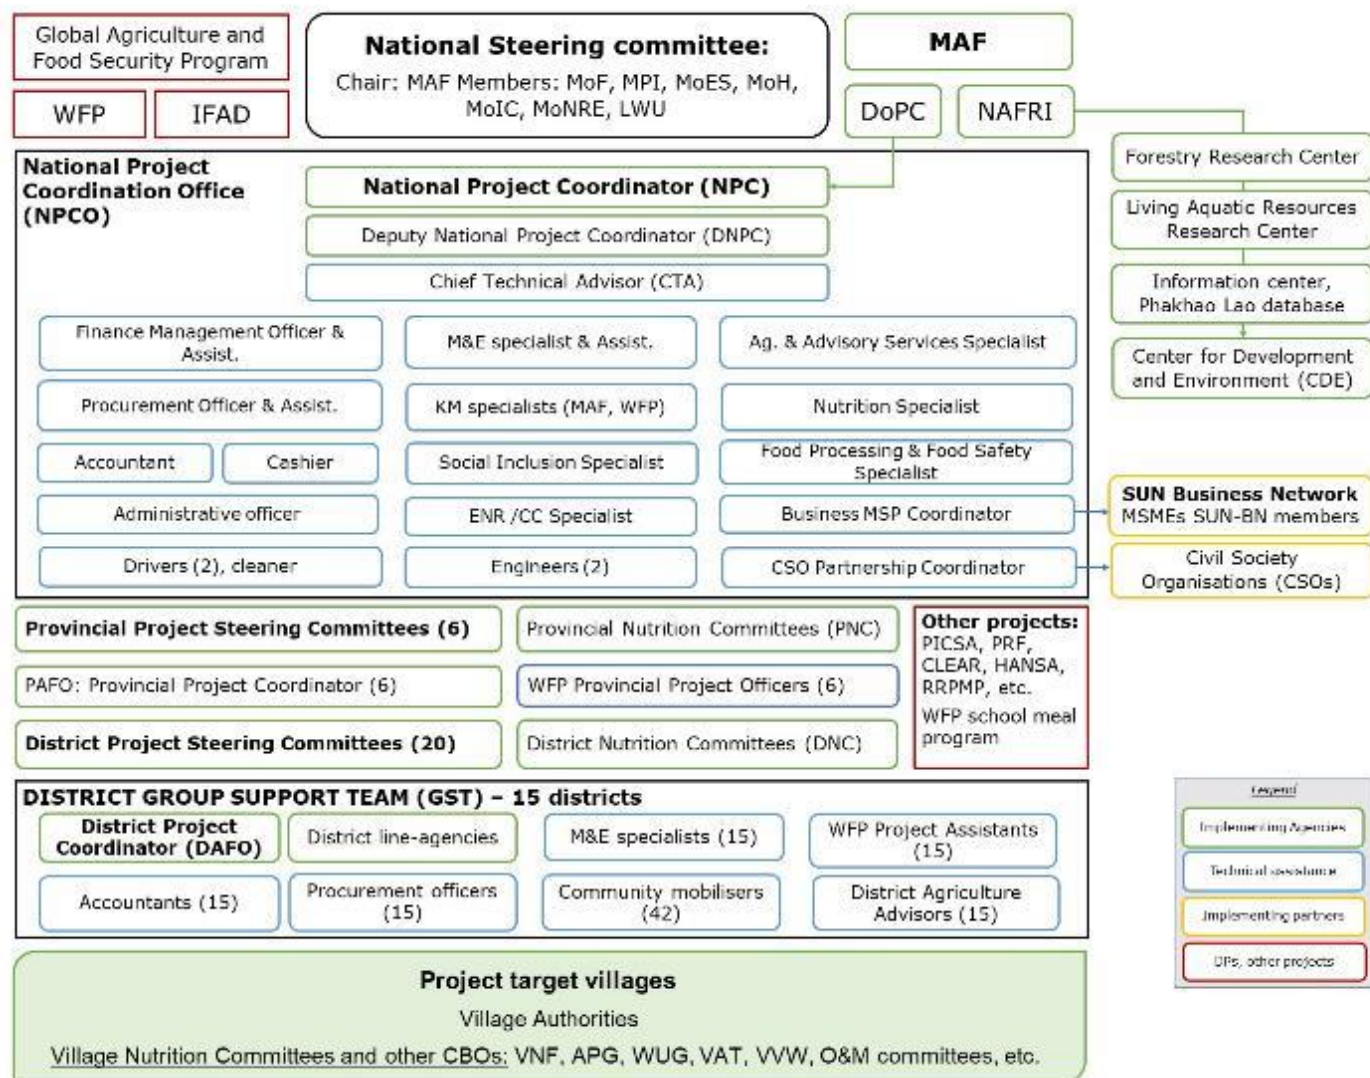 Global Agriculture and
Food Security Program
WFP
IFAD
National Steering committee:
Chair: MAF Members: MoF, MPI, MoES, MoH,
MoIC, MoNRE, LWU
MAF
DoPC
NAFRI
Forestry Research Center
Living Aquatic Resources
Research Center
Information center,
Phakhao Lao database
Center for Development
and Environment (CDE)
National Project
Coordination Office
(NPCO)
National Project Coordinator (NPC)
Deputy National Project Coordinator (DNPC)
Chief Technical Advisor (CTA)
Finance Management Officer &
Assist.
M&E specialist & Assist.
Ag. & Advisory Services Specialist
Procurement Officer & Assist.
KM specialists (MAF, WFP)
Nutrition Specialist
Accountant
Cashier
Social Inclusion Specialist
Food Processing & Food Safety
Specialist
Administrative officer
ENR /CC Specialist
Business MSP Coordinator
SUN Business Network
MSMEs SUN-BN members
Drivers (2), cleaner
Engineers (2)
CSO Partnership Coordinator
Civil Society
Organisations (CSOs)
Provincial Project Steering Committees (6)
Provincial Nutrition Committees (PNC)
PAFO: Provincial Project Coordinator (6)
WFP Provincial Project Officers (6)
District Project Steering Committees (20)
District Nutrition Committees (DNC)
Other projects:
PICSA, PRF,
CLEAR, HANSA,
RRPMP, etc.
WFP school meal
program
DISTRICT GROUP SUPPORT TEAM (GST) – 15 districts
District Project
Coordinator (DAFO)
District line-agencies
M&E specialists (15)
WFP Project Assistants
(15)
Accountants (15)
Procurement officers
(15)
Community mobilisers
(42)
District Agriculture
Advisors (15)
Legend
Implementing Agencies
Technical assistance
Implementing partners
DPs, other projects
Project target villages
Village Authorities
Village Nutrition Committees and other CBOs: VNF, APG, WUG, VAT, VVW, O&M committees, etc.